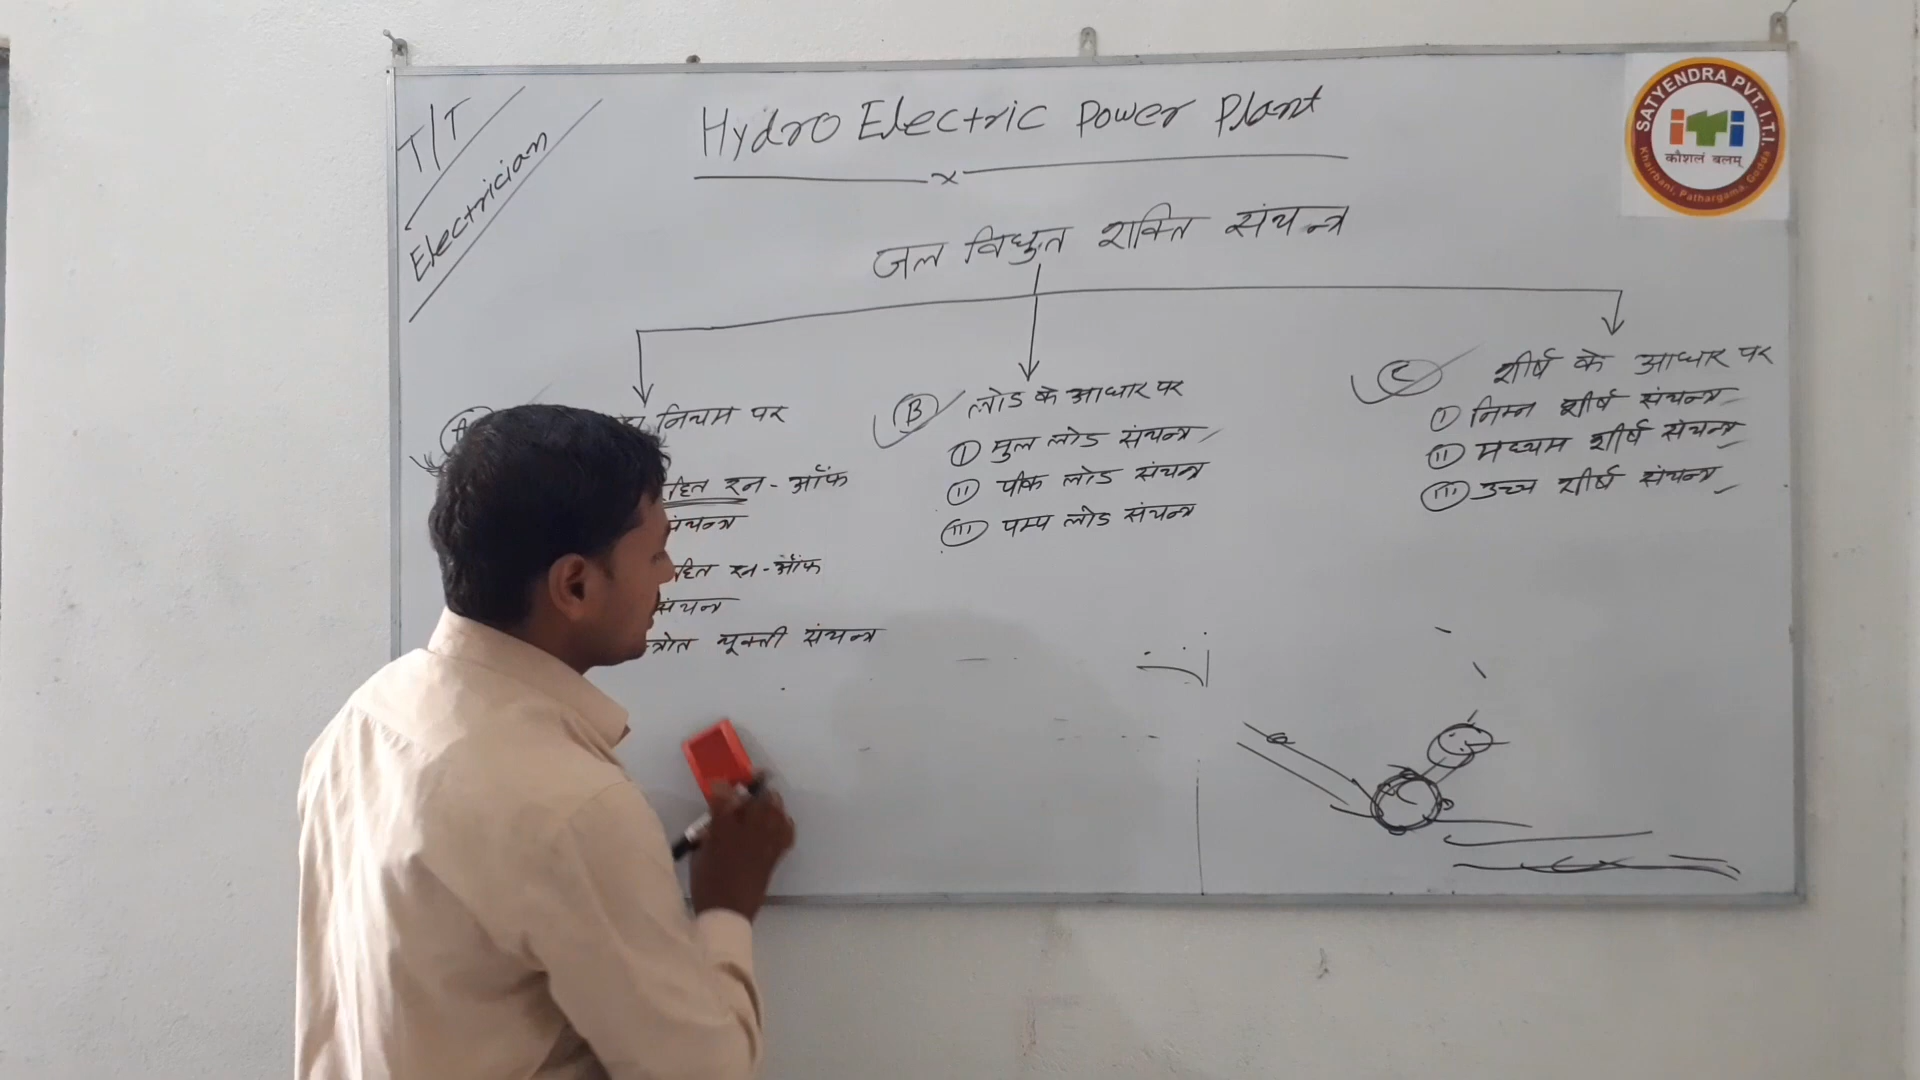 T/T
Electrician
Hydro Electric Power Plant
x
जल विधुत शक्ति संयन्त्र
A
नियम पर
हित रन-ऑफ
संयन्त्र
हित रन-ऑफ
संयन्त्र
स्त्रोत यूक्ती संयन्त्र
B लोड के आधार पर
I मुल लोड संयन्त्र
II पीक लोड संयन्त्र
III पम्प लोड संयन्त्र
C शीर्ष के आधार पर
I निम्न शीर्ष संयन्त्र
II मध्यम शीर्ष संयन्त्र
III उच्च शीर्ष संयन्त्र
SATYENDRA PVT. I.T.I.
iTi
कौशलं बलम्
Khairbani, Pathargama, Godda